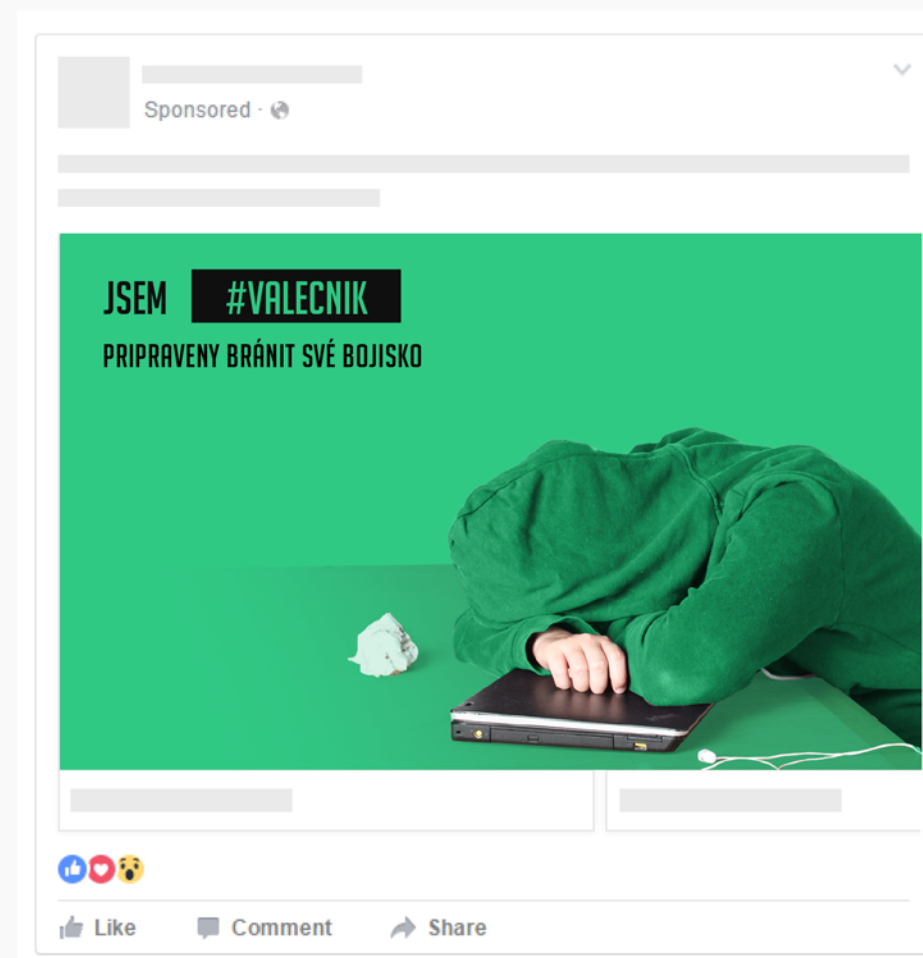 Sponsored ·
JSEM #VALECNIK
PRIPRAVENY BRÁNIT SVÉ BOJISKO
Like Comment Share